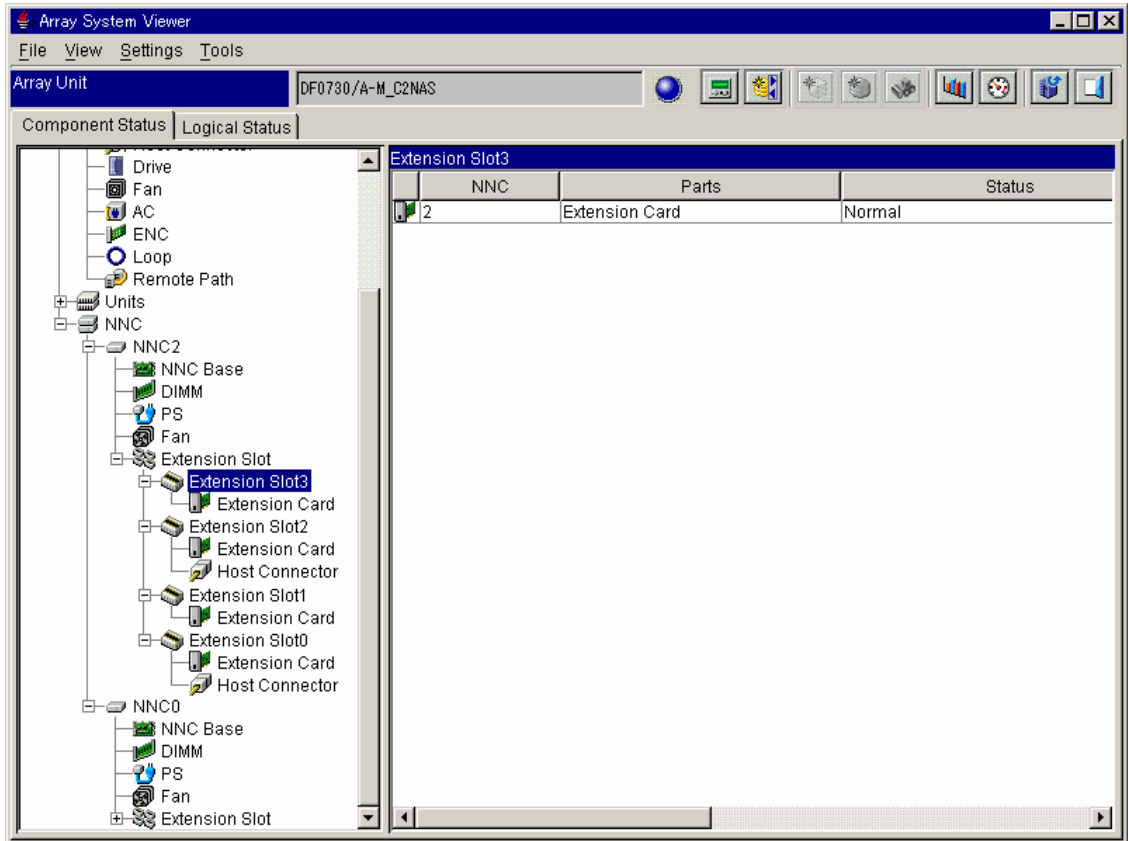 Array System Viewer
File View Settings Tools
Array Unit DF0730/A-M_C2NAS
Component Status Logical Status
Drive
Fan
AC
ENC
Loop
Remote Path
Units
NNC
NNC2
NNC Base
DIMM
PS
Fan
Extension Slot
Extension Slot3
Extension Card
Extension Slot2
Extension Card
Host Connector
Extension Slot1
Extension Card
Extension Slot0
Extension Card
Host Connector
NNC0
NNC Base
DIMM
PS
Fan
Extension Slot
Extension Slot3
NNC Parts Status
2 Extension Card Normal